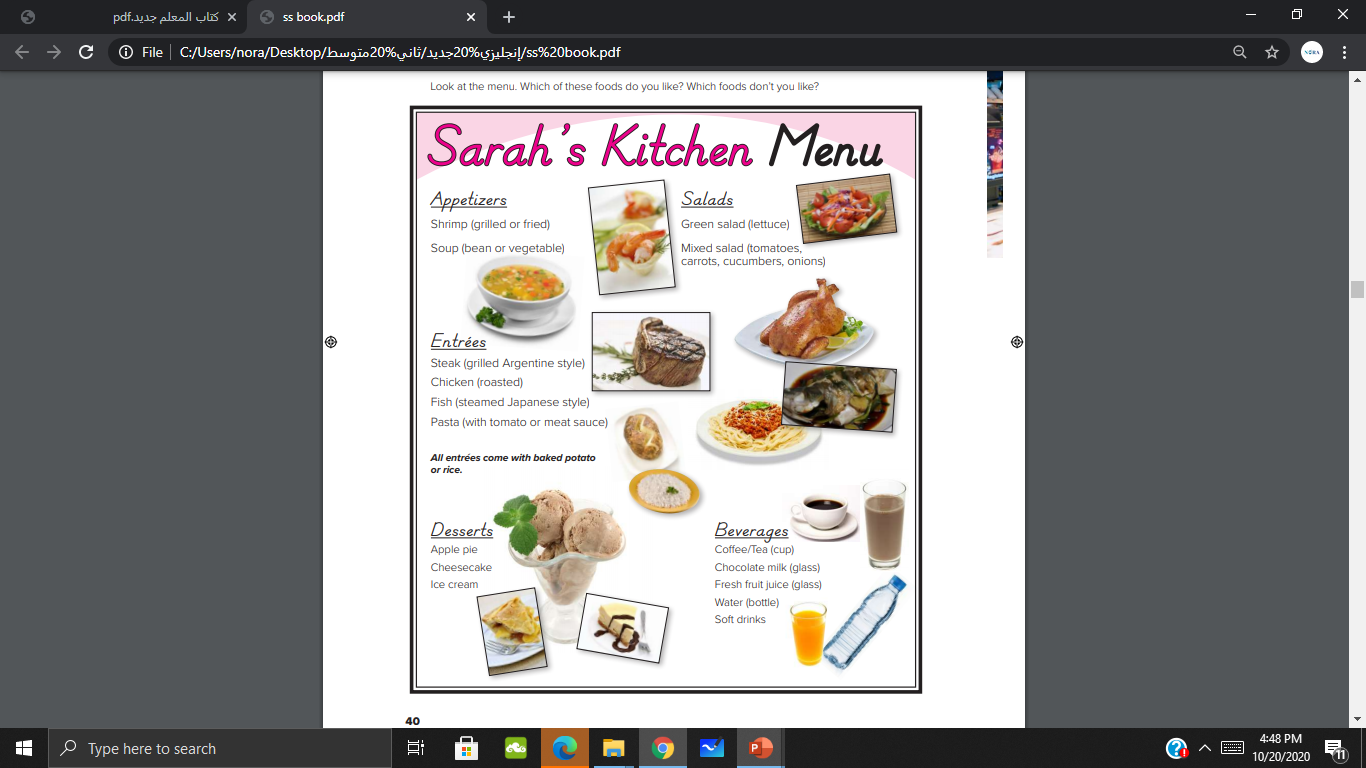 كتاب المعلم جديد.pdf
ss book.pdf
File
C:/Users/nora/Desktop/إنجليزي%20جديد/ثاني%20متوسط/ss%20book.pdf
NORA
Look at the menu. Which of these foods do you like? Which foods don't you like?
Sarah's Kitchen Menu
Appetizers
Shrimp (grilled or fried)
Soup (bean or vegetable)
Salads
Green salad (lettuce)
Mixed salad (tomatoes,
carrots, cucumbers, onions)
Entrées
Steak (grilled Argentine style)
Chicken (roasted)
Fish (steamed Japanese style)
Pasta (with tomato or meat sauce)
All entrées come with baked potato
or rice.
Desserts
Apple pie
Cheesecake
Ice cream
Beverages
Coffee/Tea (cup)
Chocolate milk (glass)
Fresh fruit juice (glass)
Water (bottle)
Soft drinks
40
Type here to search
4:48 PM
10/20/2020
11